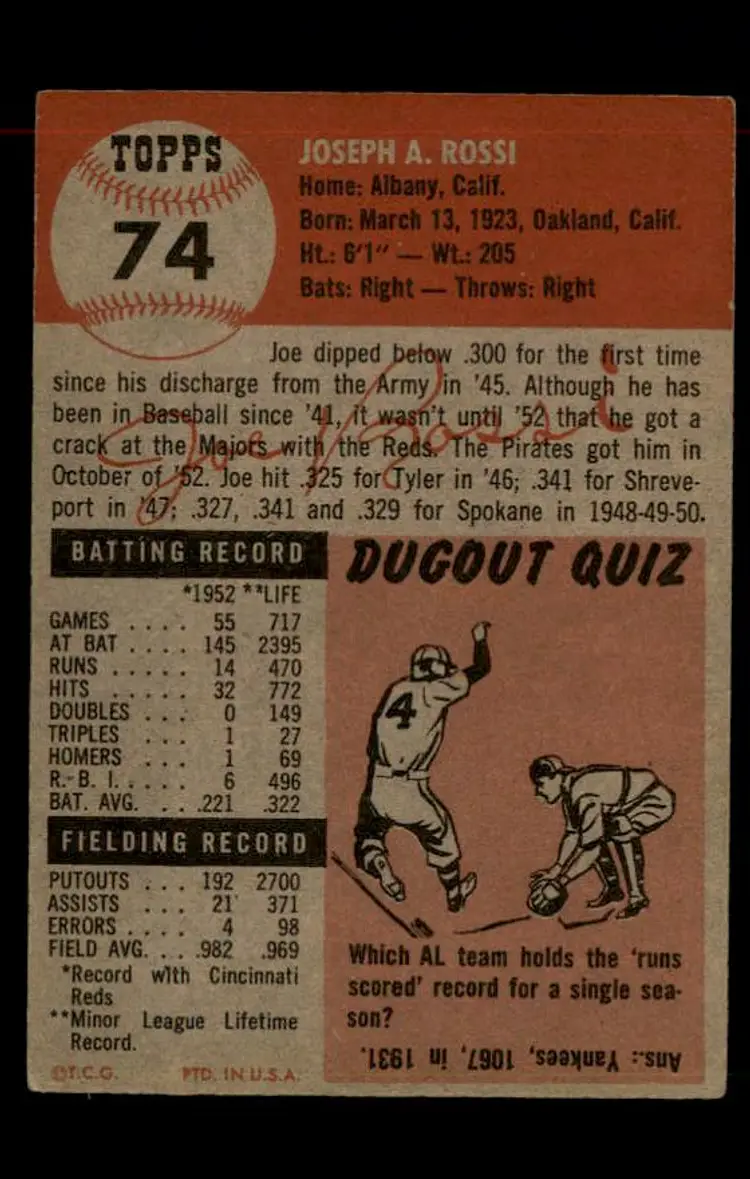 TOPPS
74
JOSEPH A. ROSSI
Home: Albany, Calif.
Born: March 13, 1923, Oakland, Calif.
Ht.: 6'1" — Wt.: 205
Bats: Right — Throws: Right
Joe dipped below .300 for the first time
since his discharge from the Army in '45. Although he has
been in Baseball since '41, it wasn't until '52 that he got a
crack at the Majors with the Reds. The Pirates got him in
October of '52. Joe hit .325 for Tyler in '46; .341 for Shreve-
port in '47; .327, .341 and .329 for Spokane in 1948-49-50.
Joe Rossi
BATTING RECORD
*1952 **LIFE
GAMES .... 55 717
AT BAT .... 145 2395
RUNS ..... 14 470
HITS ..... 32 772
DOUBLES ... 0 149
TRIPLES ... 1 27
HOMERS ... 1 69
R.-B. I. .... 6 496
BAT. AVG. ... .221 .322
FIELDING RECORD
PUTOUTS ... 192 2700
ASSISTS ... 21 371
ERRORS .... 4 98
FIELD AVG. ... .982 .969
*Record with Cincinnati
Reds
**Minor League Lifetime
Record.
©T.C.G. PTD. IN U.S.A.
DUGOUT QUIZ
4
Which AL team holds the 'runs
scored' record for a single sea-
son?
Ans.: Yankees, 1067, in 1931.